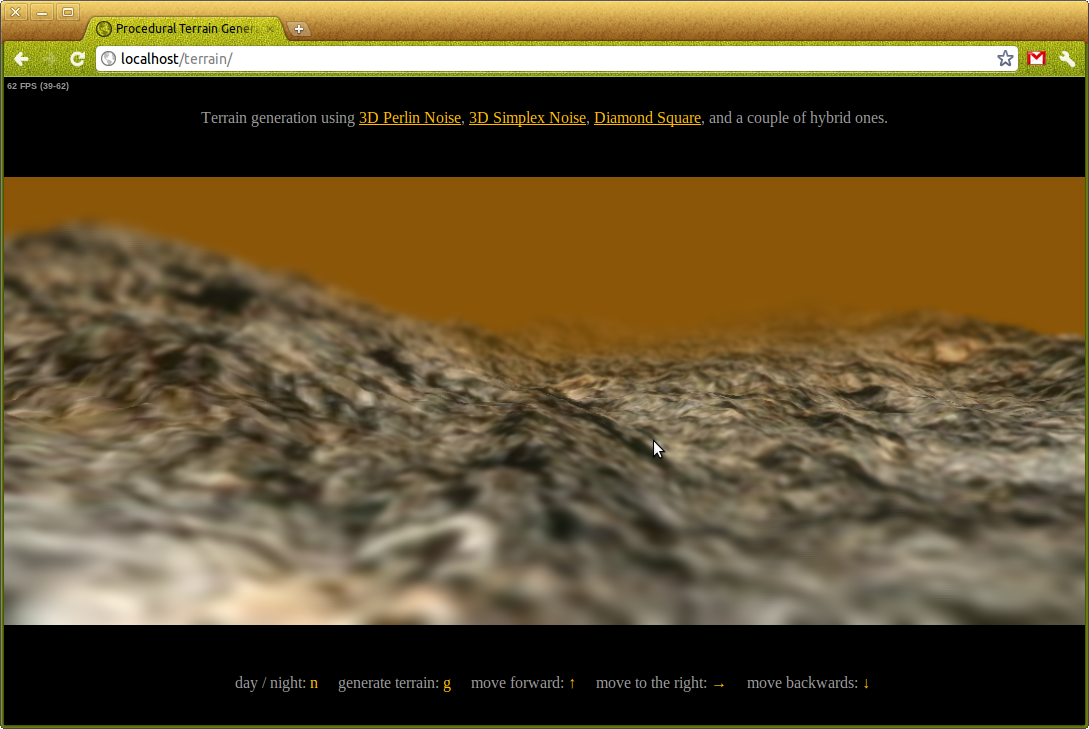 Procedural Terrain Gener
localhost/terrain/
62 FPS (39-62)
Terrain generation using 3D Perlin Noise, 3D Simplex Noise, Diamond Square, and a couple of hybrid ones.
day / night: n generate terrain: g move forward: ↑ move to the right: → move backwards: ↓